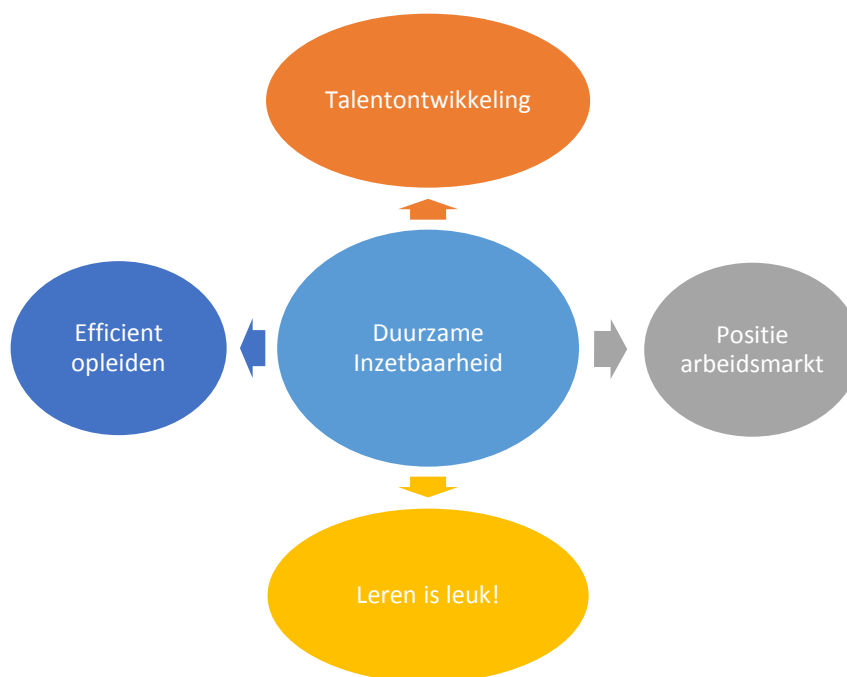 Talentontwikkeling
Efficient
opleiden
Duurzame
Inzetbaarheid
Positie
arbeidsmarkt
Leren is leuk!